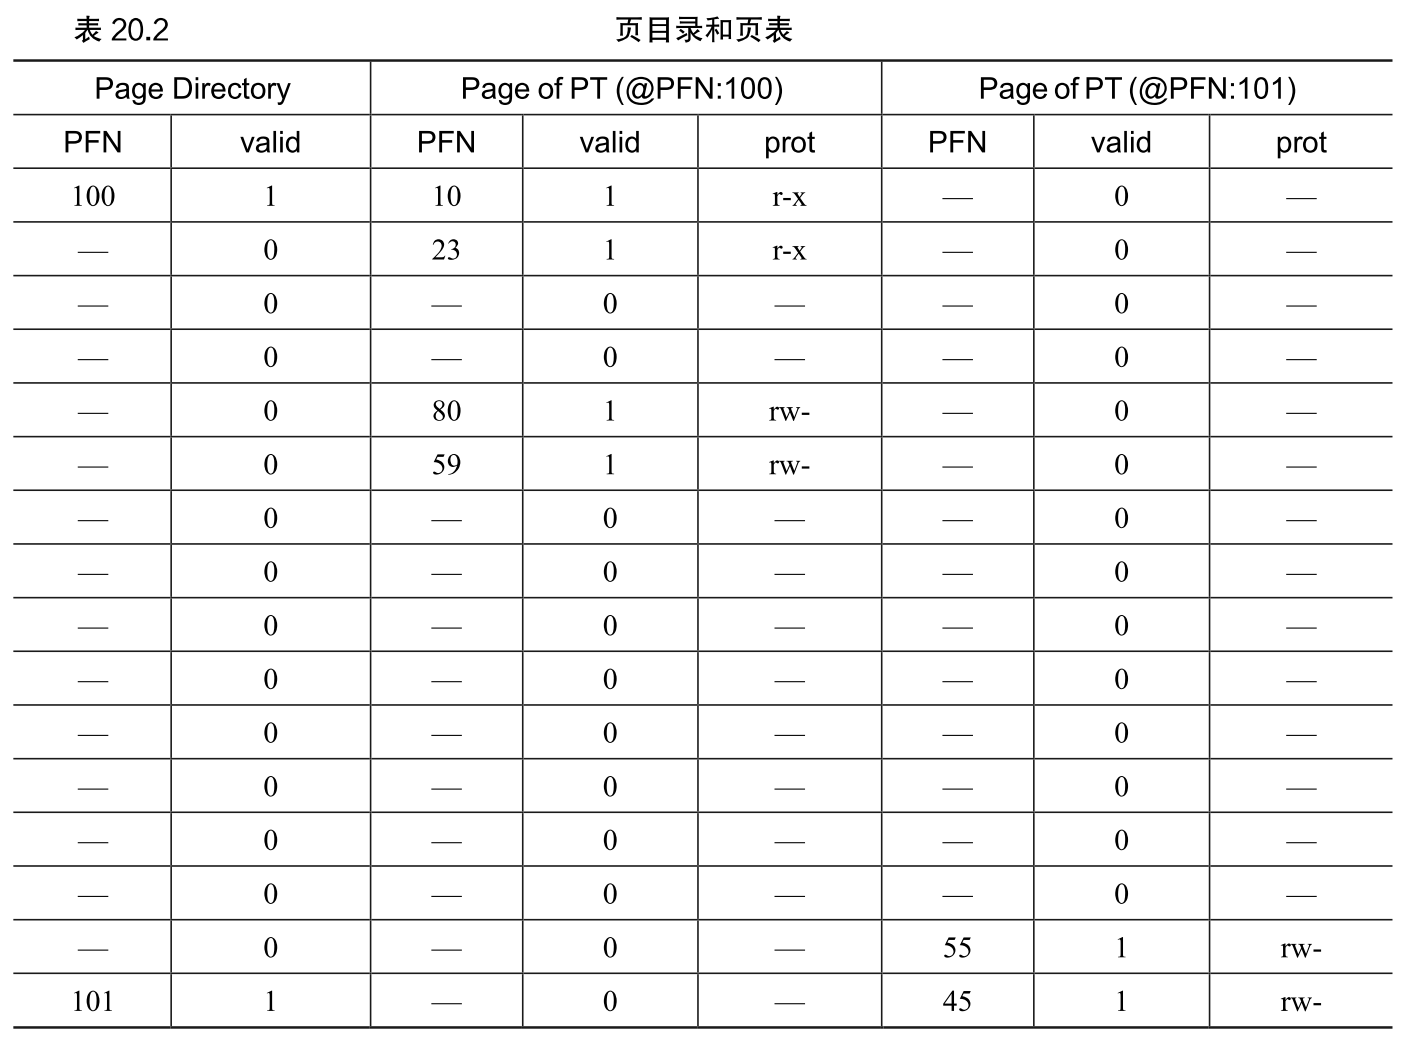 表 20.2 页目录和页表
Page Directory Page of PT (@PFN:100) Page of PT (@PFN:101)
PFN valid PFN valid prot PFN valid prot
100 1 10 1 r-x — 0 —
— 0 23 1 r-x — 0 —
— 0 — 0 — — 0 —
— 0 — 0 — — 0 —
— 0 80 1 rw- — 0 —
— 0 59 1 rw- — 0 —
— 0 — 0 — — 0 —
— 0 — 0 — — 0 —
— 0 — 0 — — 0 —
— 0 — 0 — — 0 —
— 0 — 0 — — 0 —
— 0 — 0 — — 0 —
— 0 — 0 — — 0 —
— 0 — 0 — — 0 —
— 0 — 0 — 55 1 rw-
101 1 — 0 — 45 1 rw-